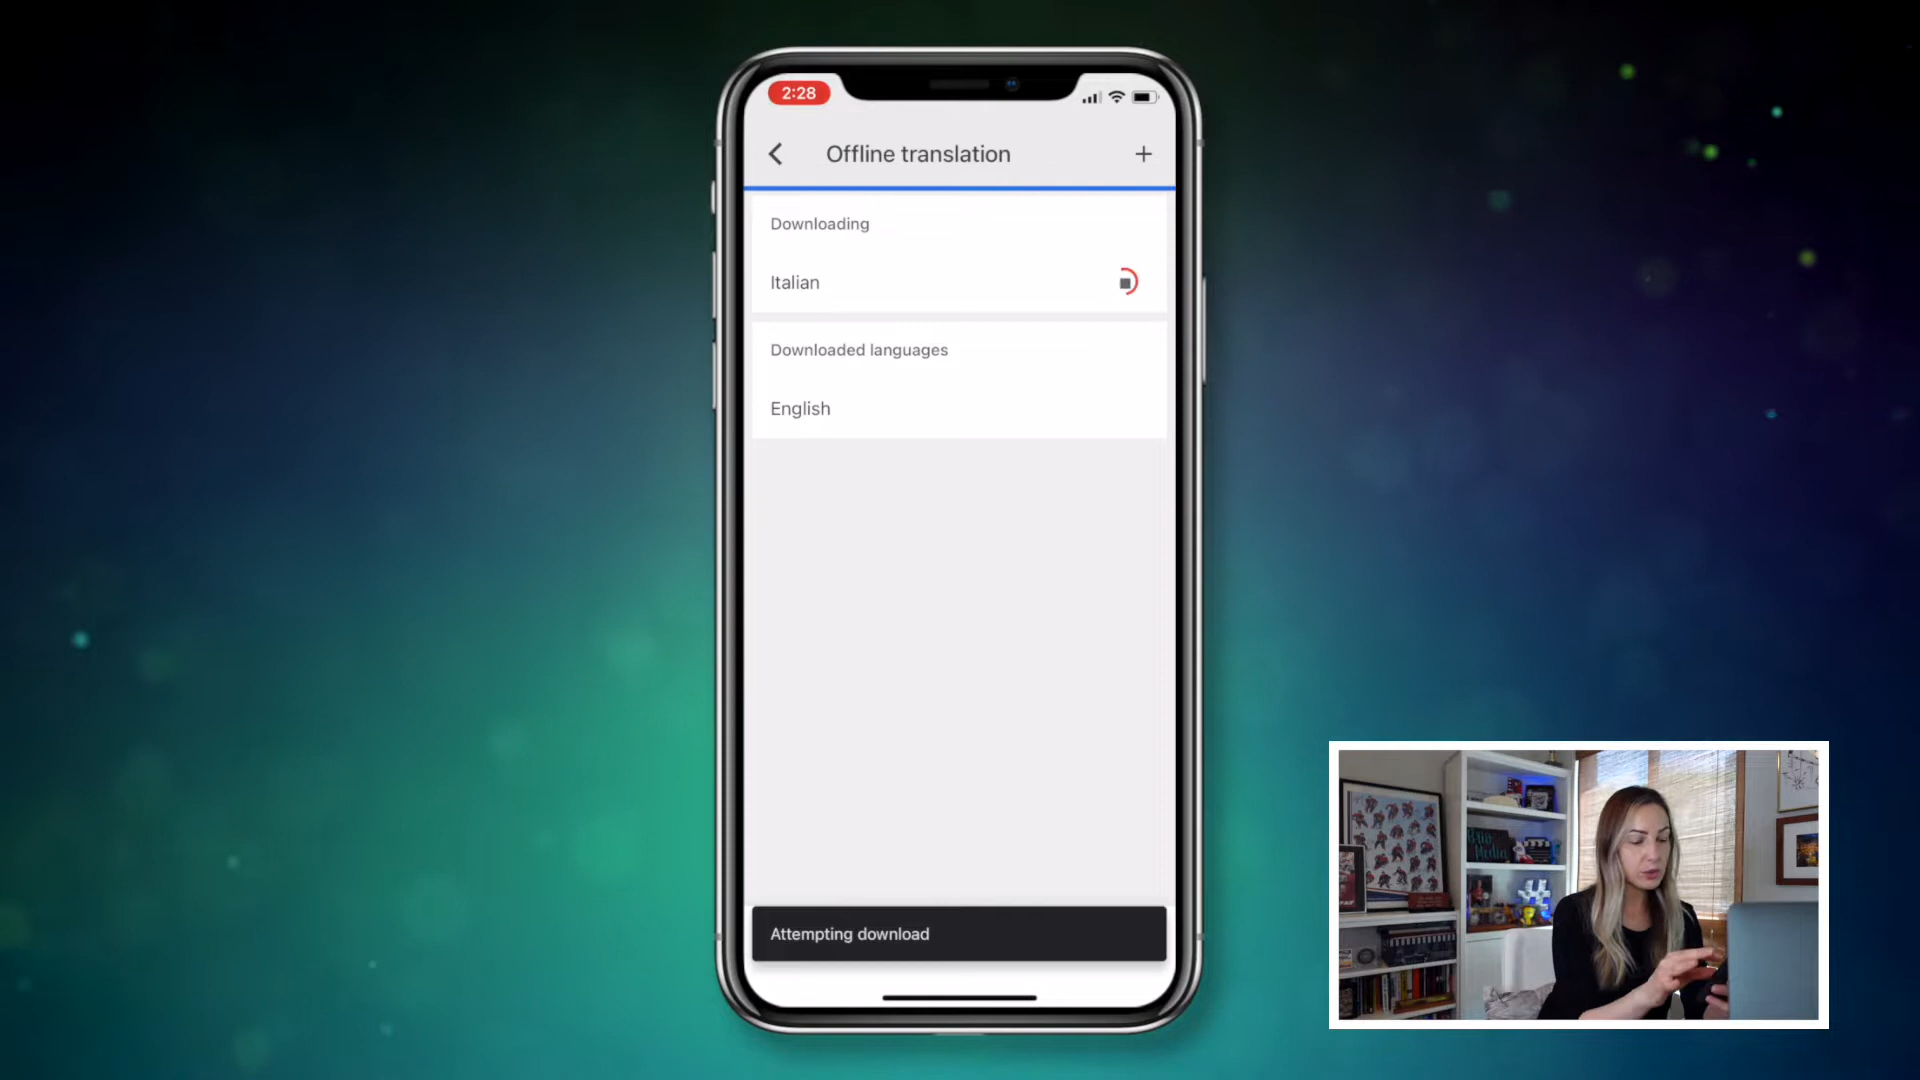 2:28
Offline translation
Downloading
Italian
Downloaded languages
English
Attempting download